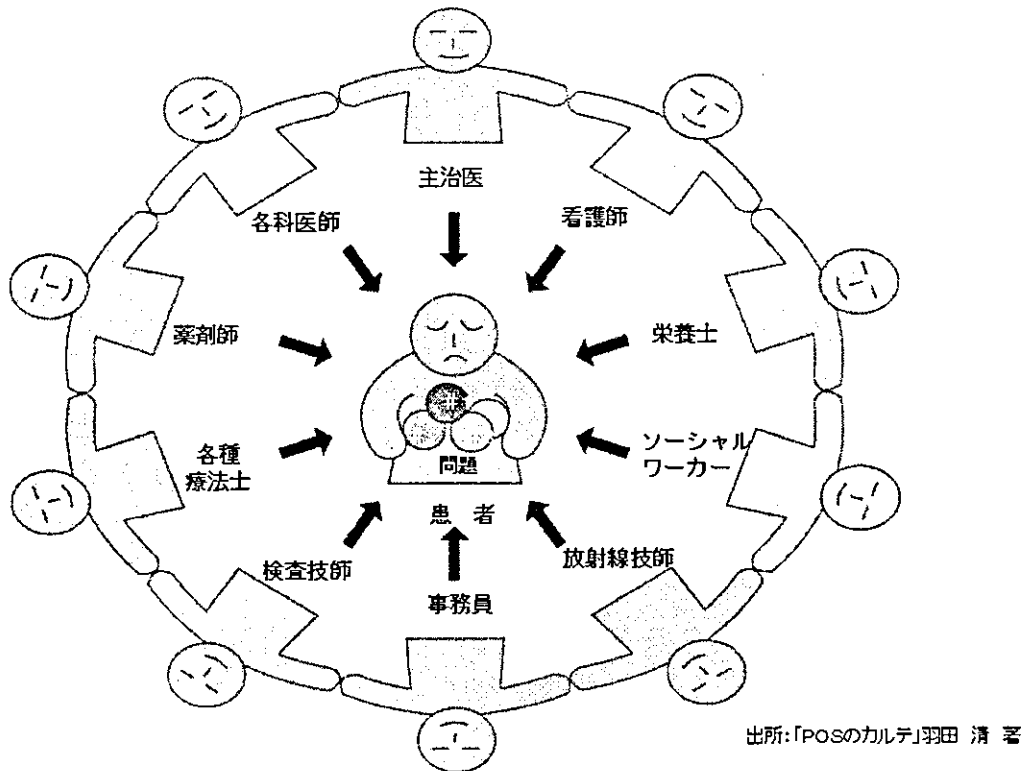 主治医
各科医師
看護師
薬剤師
栄養士
各種
療法士
ソーシャル
ワーカー
問題
患者
検査技師
放射線技師
事務員
出所:「POSのカルテ」羽田 清 著